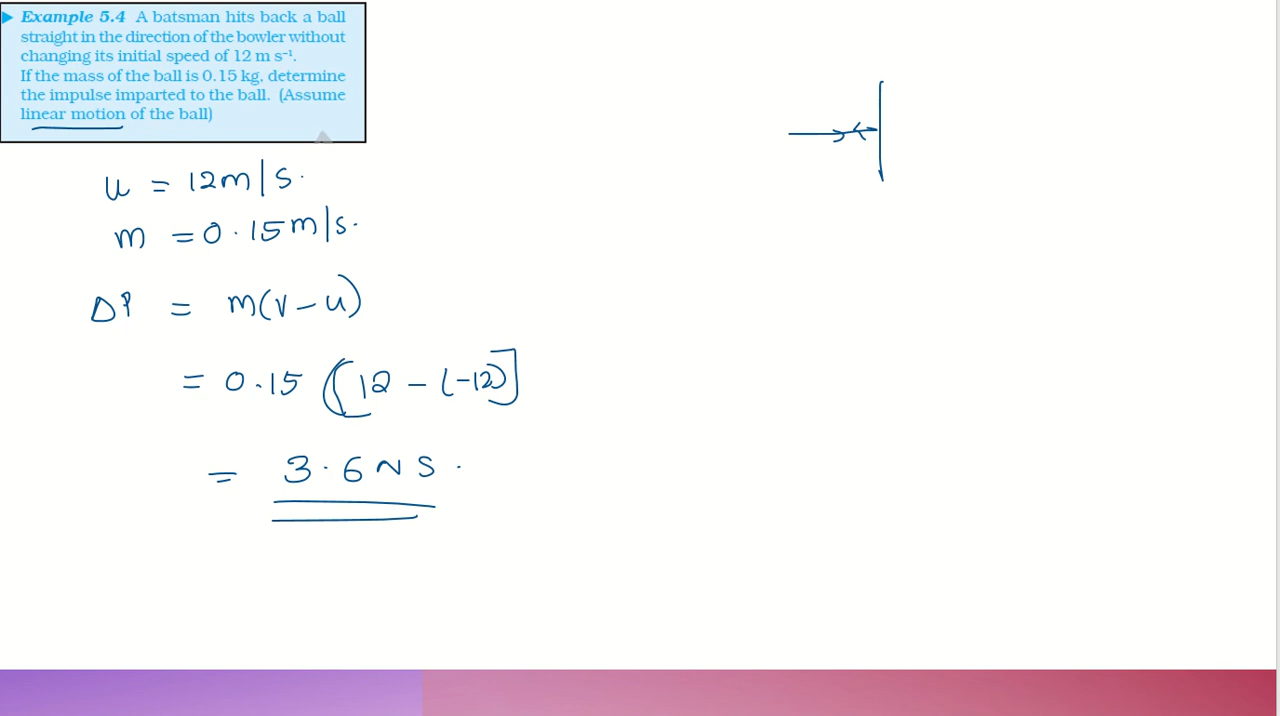 ▶ Example 5.4 A batsman hits back a ball
straight in the direction of the bowler without
changing its initial speed of 12 m s⁻¹.
If the mass of the ball is 0.15 kg, determine
the impulse imparted to the ball. (Assume
linear motion of the ball)
u = 12m/s.
m = 0.15m/s.
ΔP = m(v-u)
= 0.15 [12-(-12)]
= 3.6 N S.